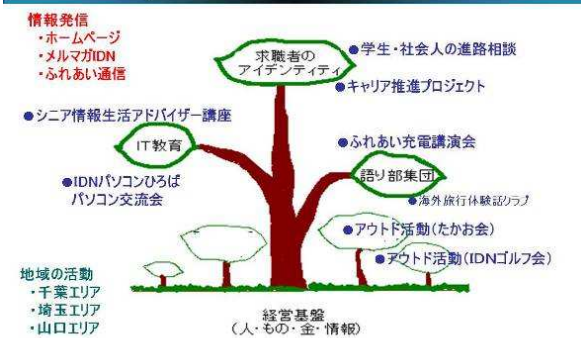 情報発信
・ホームページ
・メルマガIDN
・ふれあい通信
求職者の
アイデンティティ
●学生・社会人の進路相談
●キャリア推進プロジェクト
●シニア情報生活アドバイザー講座
IT教育
●ふれあい充電講演会
語り部集団
●IDNパソコンひろば
パソコン交流会
●海外旅行体験話クラブ
●アウトド活動(たかお会)
●アウトド活動(IDNゴルフ会)
地域の活動
・千葉エリア
・埼玉エリア
・山口エリア
経営基盤
(人・もの・金・情報)